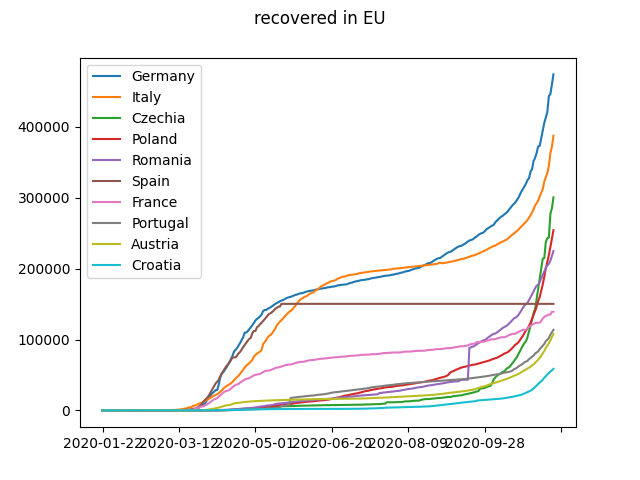 recovered in EU
Germany
Italy
Czechia
Poland
Romania
Spain
France
Portugal
Austria
Croatia
400000
300000
200000
100000
0
2020-01-22 2020-03-12 2020-05-01 2020-06-20 2020-08-09 2020-09-28